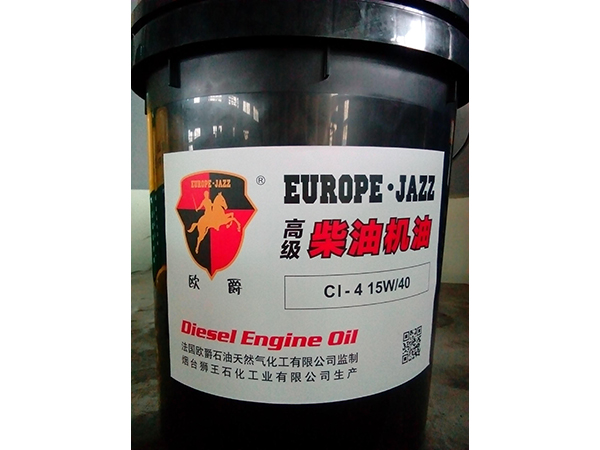 EUROPE·JAZZ
®
欧爵
EUROPE·JAZZ
高级
柴油机油
CI-4 15W/40
Diesel Engine Oil
法国欧爵石油天然气化工有限公司监制
烟台狮王石化工业有限公司生产